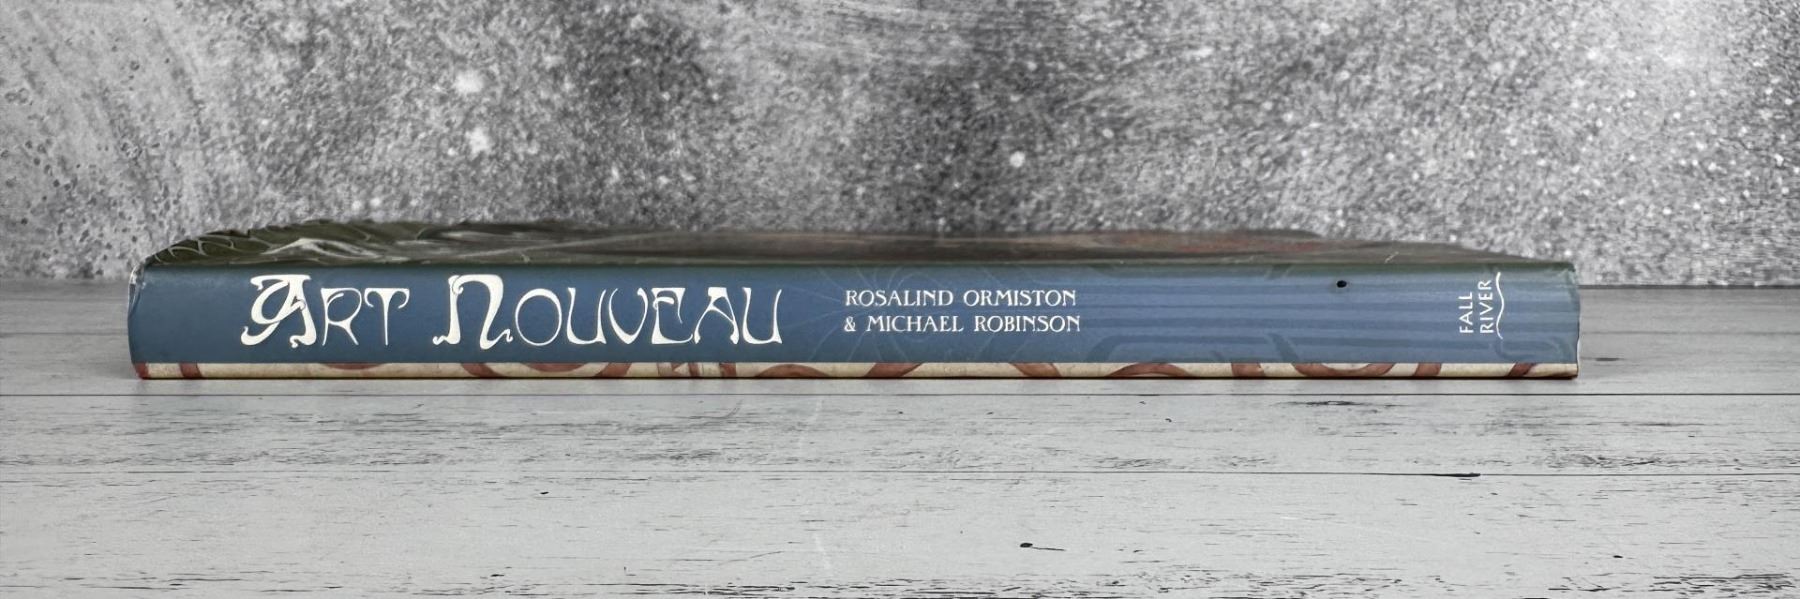 ART NOUVEAU
ROSALIND ORMISTON
& MICHAEL ROBINSON
FALL
RIVER